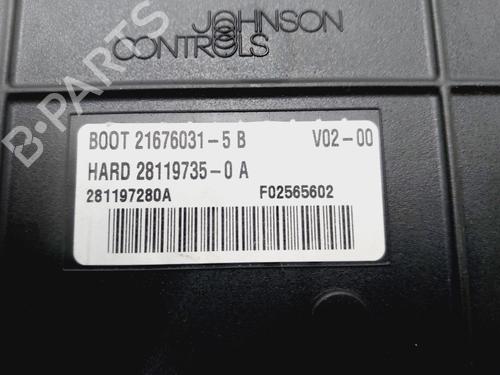 JOHNSON
CONTROLS
B-PARTS
BOOT 21676031-5 B V02-00
HARD 28119735-0 A
281197280A F02565602